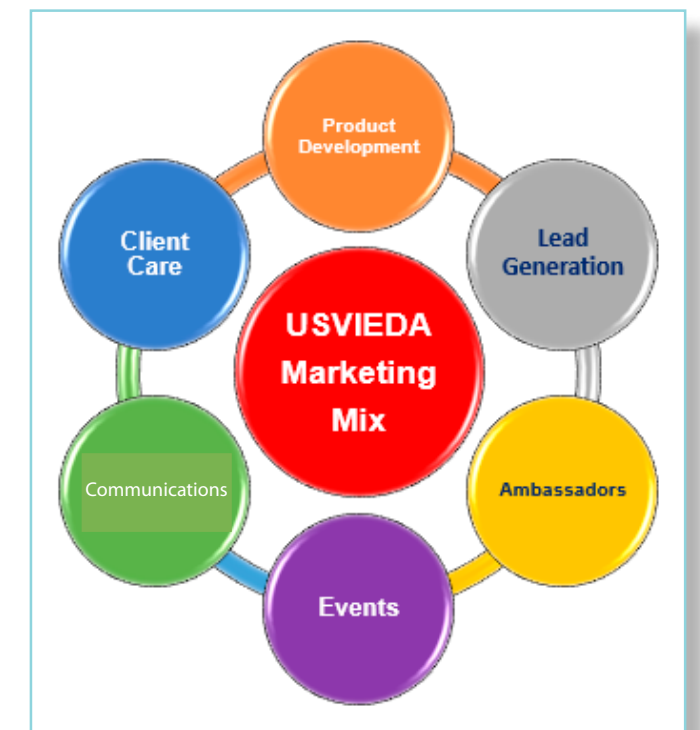 Product
Development
Client
Care
Lead
Generation
USVIEDA
Marketing
Mix
Communications
Ambassadors
Events